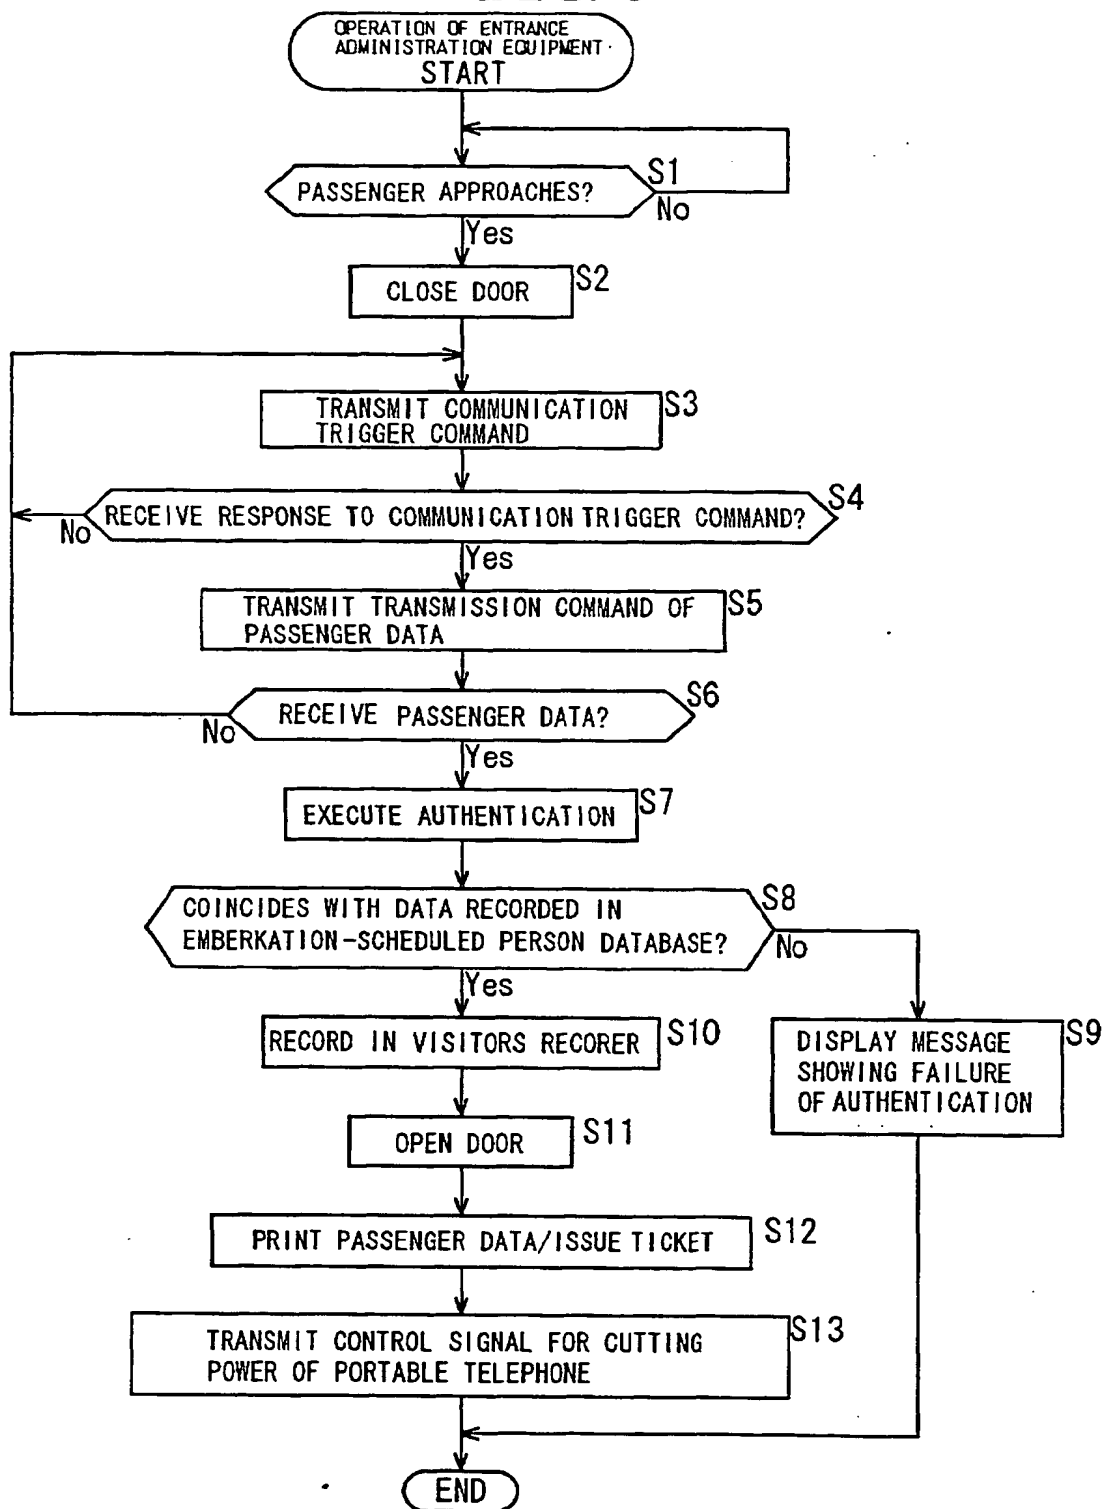 OPERATION OF ENTRANCE
ADMINISTRATION EQUIPMENT
START
S1
PASSENGER APPROACHES?
No
Yes
S2
CLOSE DOOR
S3
TRANSMIT COMMUNICATION
TRIGGER COMMAND
S4
RECEIVE RESPONSE TO COMMUNICATION TRIGGER COMMAND?
No
Yes
S5
TRANSMIT TRANSMISSION COMMAND OF
PASSENGER DATA
S6
RECEIVE PASSENGER DATA?
No
Yes
S7
EXECUTE AUTHENTICATION
S8
COINCIDES WITH DATA RECORDED IN
EMBERKATION-SCHEDULED PERSON DATABASE?
No
Yes
S10
RECORD IN VISITORS RECORER
S9
DISPLAY MESSAGE
SHOWING FAILURE
OF AUTHENTICATION
S11
OPEN DOOR
S12
PRINT PASSENGER DATA/ISSUE TICKET
S13
TRANSMIT CONTROL SIGNAL FOR CUTTING
POWER OF PORTABLE TELEPHONE
END